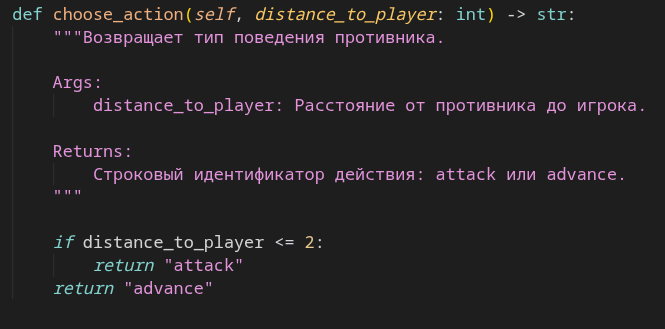 def choose_action(self, distance_to_player: int) -> str:
    """Возвращает тип поведения противника.

    Args:
        distance_to_player: Расстояние от противника до игрока.

    Returns:
        Строковый идентификатор действия: attack или advance.
    """

    if distance_to_player <= 2:
        return "attack"
    return "advance"